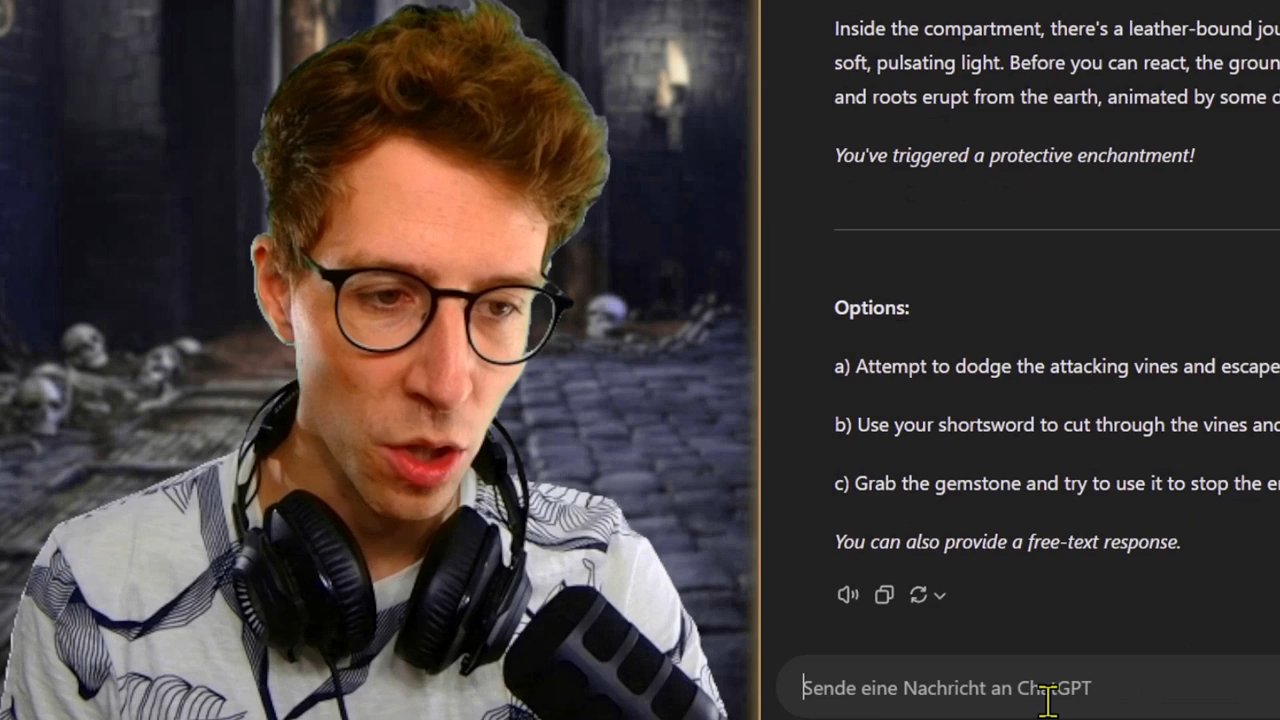 Inside the compartment, there's a leather-bound
soft, pulsating light. Before you can react, the
and roots erupt from the earth, animated by some
You've triggered a protective enchantment!
Options:
a) Attempt to dodge the attacking vines and escape
b) Use your shortsword to cut through the vines
c) Grab the gemstone and try to use it to stop the
You can also provide a free-text response.
Sende eine Nachricht an ChatGPT